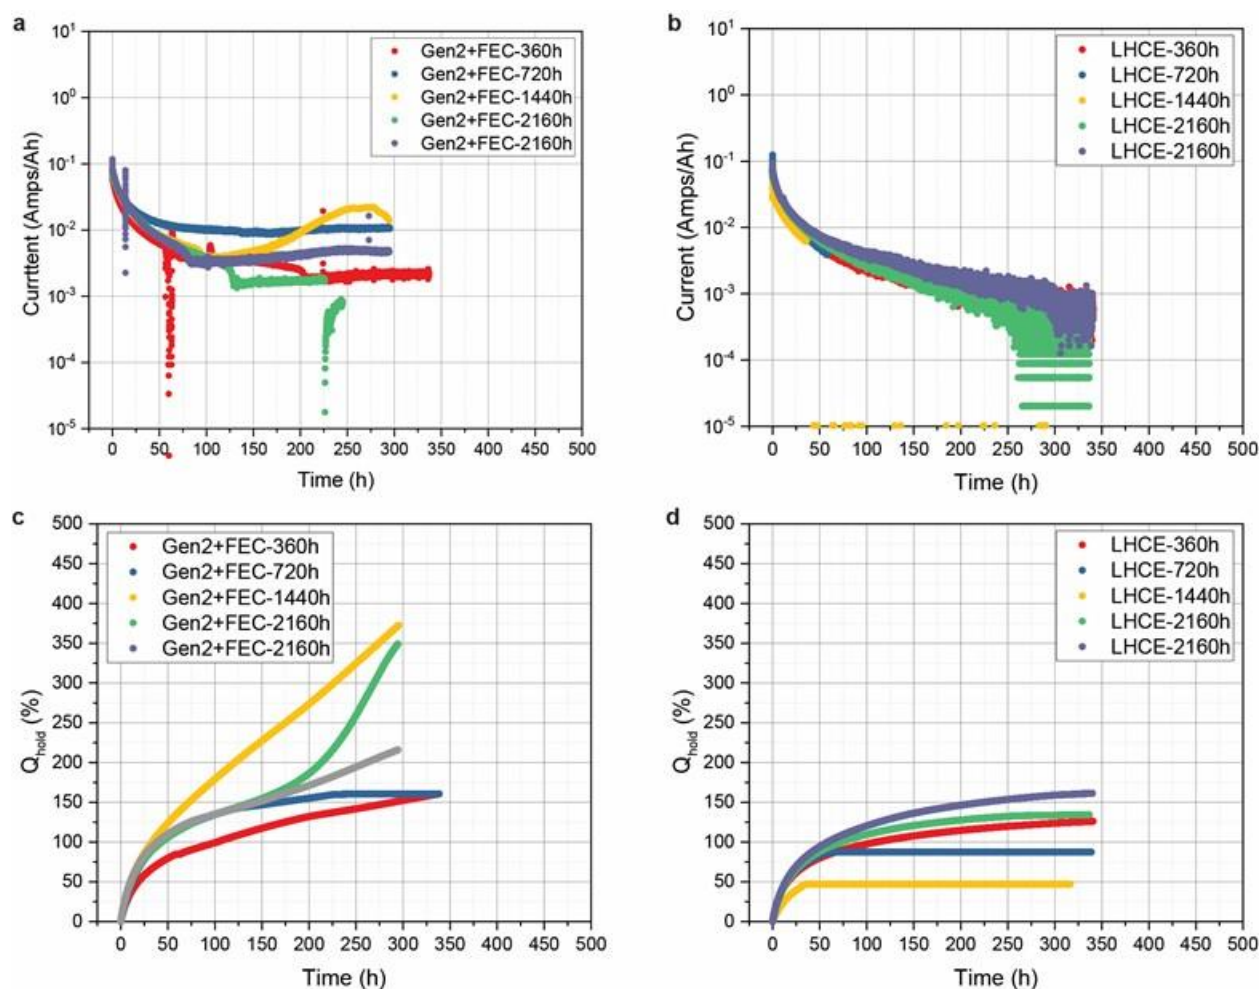 a
10^1
10^0
10^-1
10^-2
10^-3
10^-4
10^-5
Currttent (Amps/Ah)
Gen2+FEC-360h
Gen2+FEC-720h
Gen2+FEC-1440h
Gen2+FEC-2160h
Gen2+FEC-2160h
0 50 100 150 200 250 300 350 400 450 500
Time (h)
b
10^1
10^0
10^-1
10^-2
10^-3
10^-4
10^-5
Current (Amps/Ah)
LHCE-360h
LHCE-720h
LHCE-1440h
LHCE-2160h
LHCE-2160h
0 50 100 150 200 250 300 350 400 450 500
Time (h)
c
500
450
400
350
300
250
200
150
100
50
0
Q_hold (%)
Gen2+FEC-360h
Gen2+FEC-720h
Gen2+FEC-1440h
Gen2+FEC-2160h
Gen2+FEC-2160h
0 50 100 150 200 250 300 350 400 450 500
Time (h)
d
500
450
400
350
300
250
200
150
100
50
0
Q_hold (%)
LHCE-360h
LHCE-720h
LHCE-1440h
LHCE-2160h
LHCE-2160h
0 50 100 150 200 250 300 350 400 450 500
Time (h)